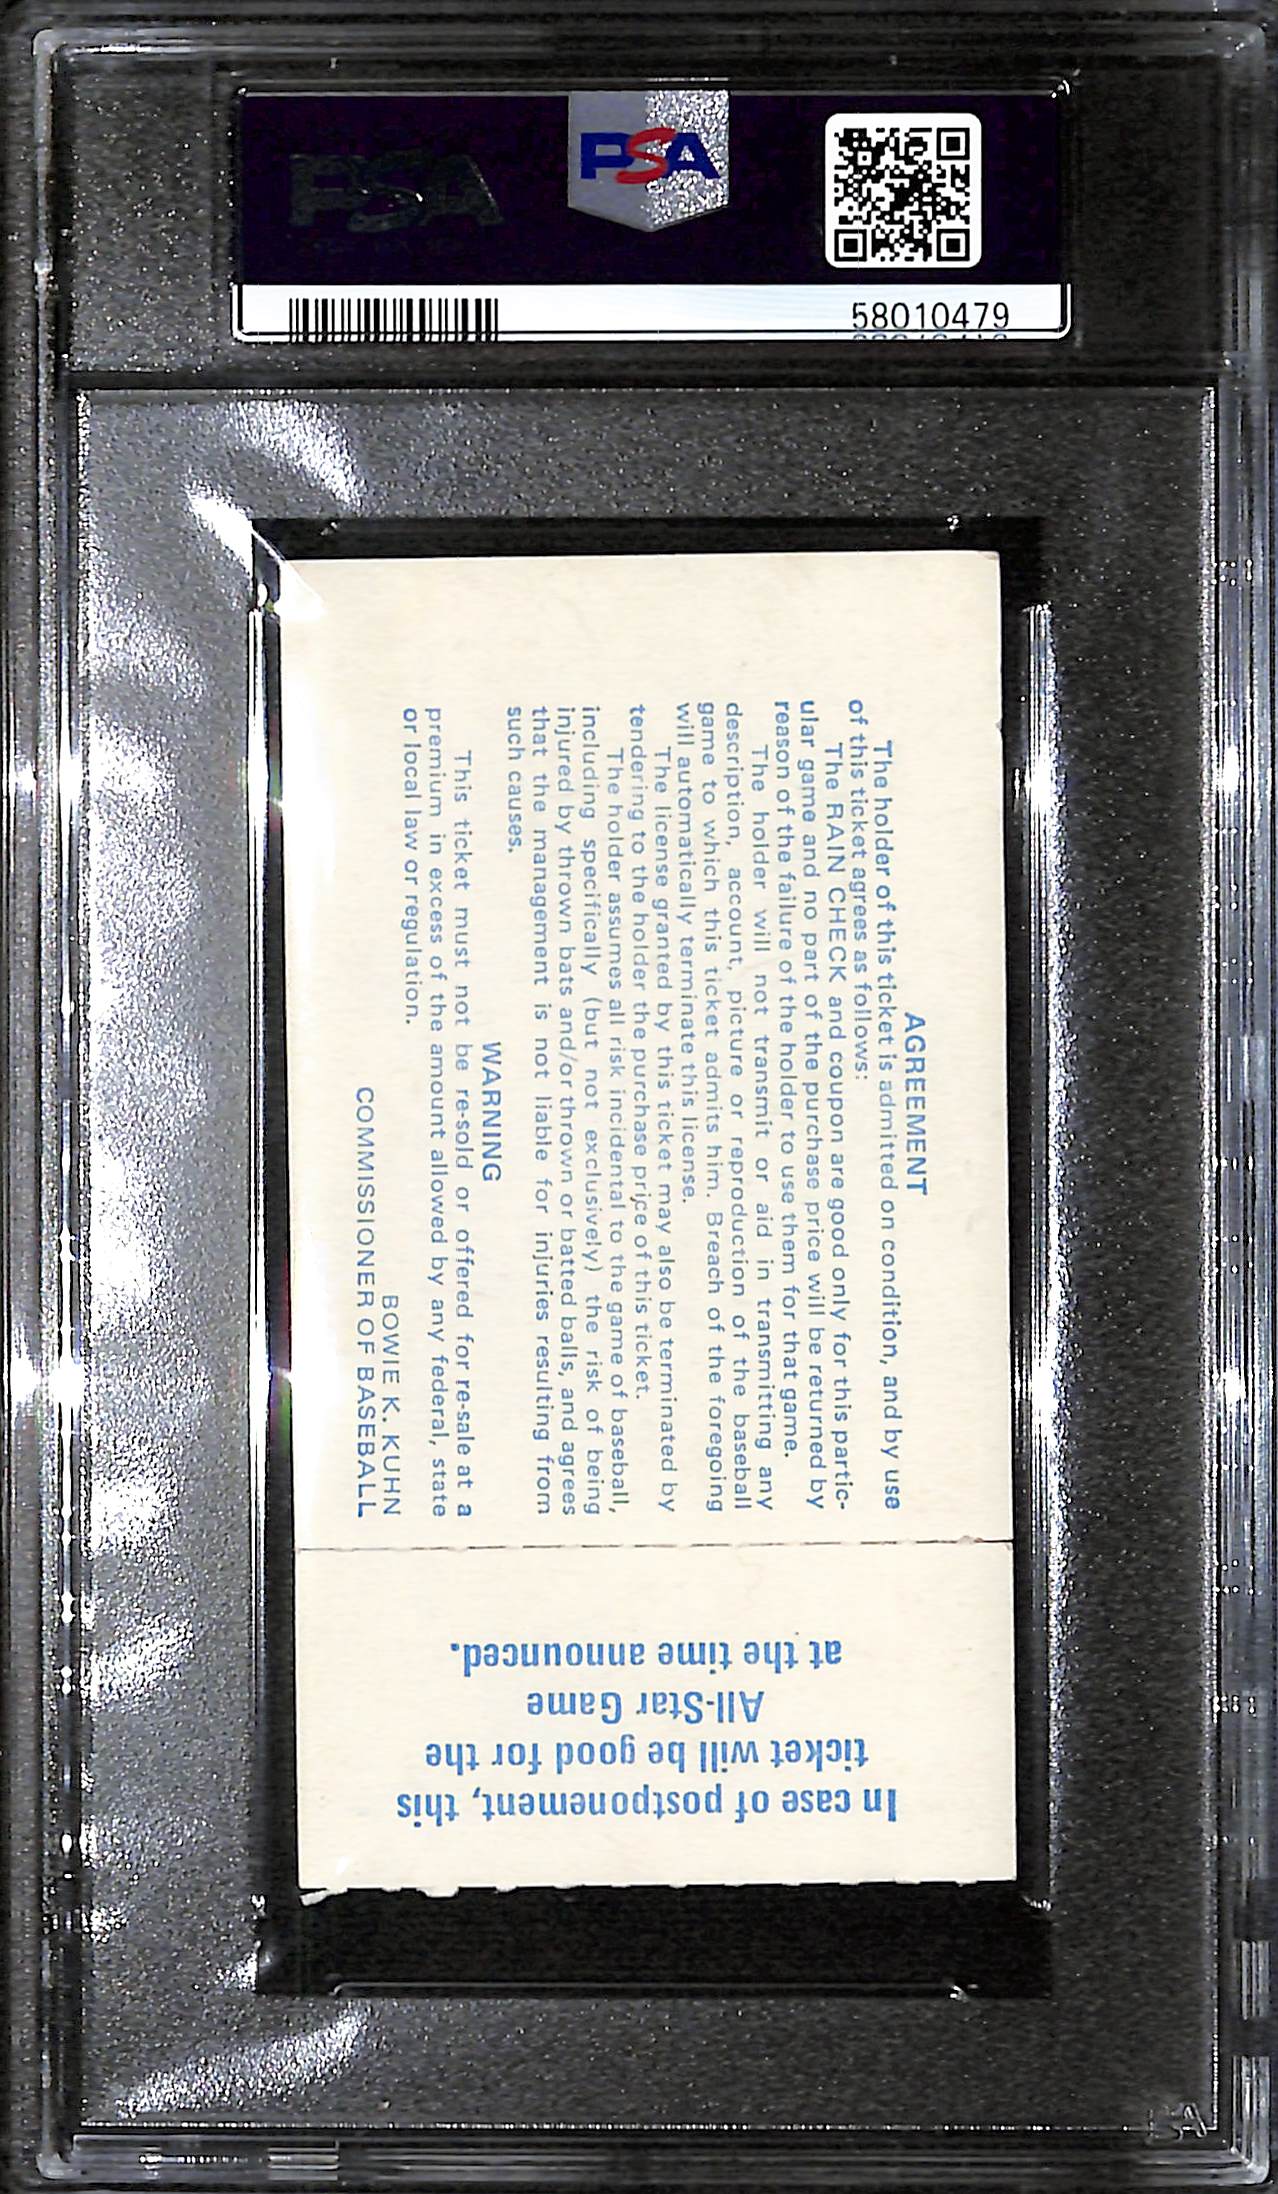 PSA
PSA
58010479
AGREEMENT
The holder of this ticket is admitted on condition, and by use
of this ticket agrees as follows:
The RAIN CHECK and coupon are good only for this partic-
ular game and no part of the purchase price will be returned by
reason of the failure of the holder to use them for that game.
The holder will not transmit or aid in transmitting any
description, account, picture or reproduction of the baseball
game to which this ticket admits him. Breach of the foregoing
will automatically terminate this license.
The license granted by this ticket may also be terminated by
tendering to the holder the purchase price of this ticket.
The holder assumes all risk incidental to the game of baseball,
including specifically (but not exclusively) the risk of being
injured by thrown bats and/or thrown or batted balls, and agrees
that the management is not liable for injuries resulting from
such causes.
WARNING
This ticket must not be re-sold or offered for re-sale at a
premium in excess of the amount allowed by any federal, state
or local law or regulation.
BOWIE K. KUHN
COMMISSIONER OF BASEBALL
In case of postponement, this
ticket will be good for the
All-Star Game
at the time announced.
PSA